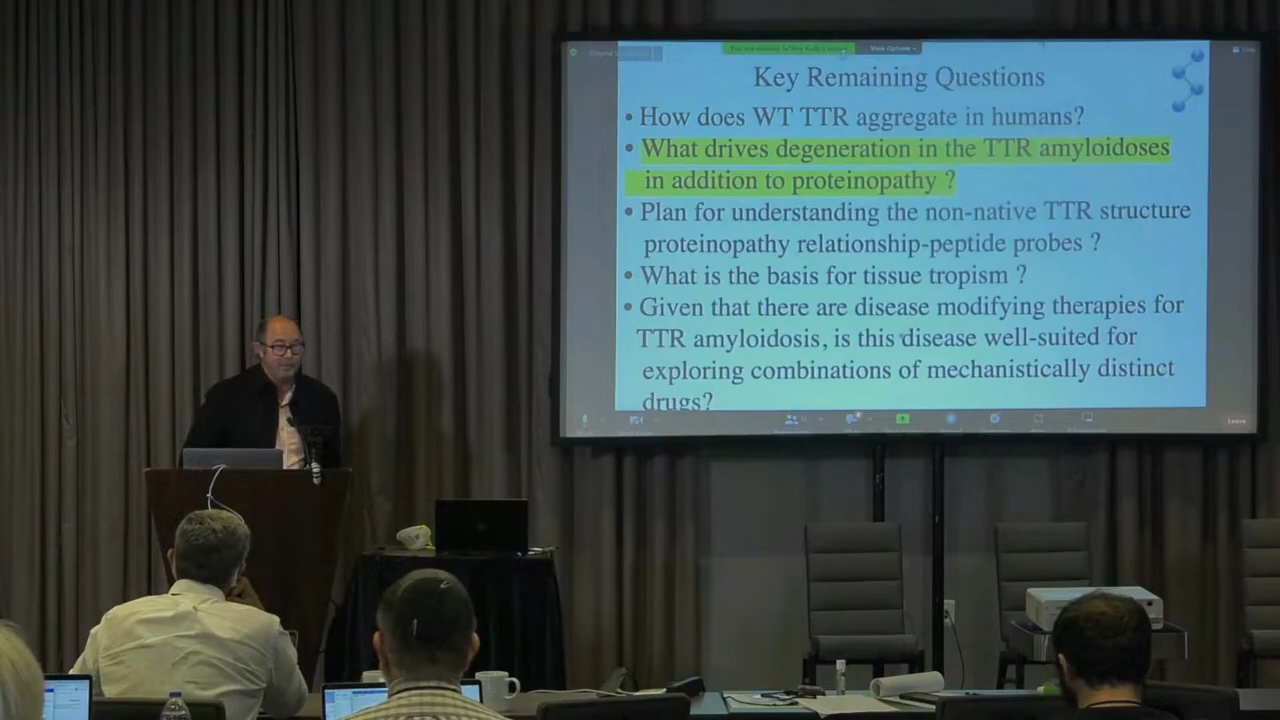 View Options
Key Remaining Questions
• How does WT TTR aggregate in humans?
• What drives degeneration in the TTR amyloidoses
in addition to proteinopathy ?
• Plan for understanding the non-native TTR structure
proteinopathy relationship-peptide probes ?
• What is the basis for tissue tropism ?
• Given that there are disease modifying therapies for
TTR amyloidosis, is this disease well-suited for
exploring combinations of mechanistically distinct
drugs?
Leave